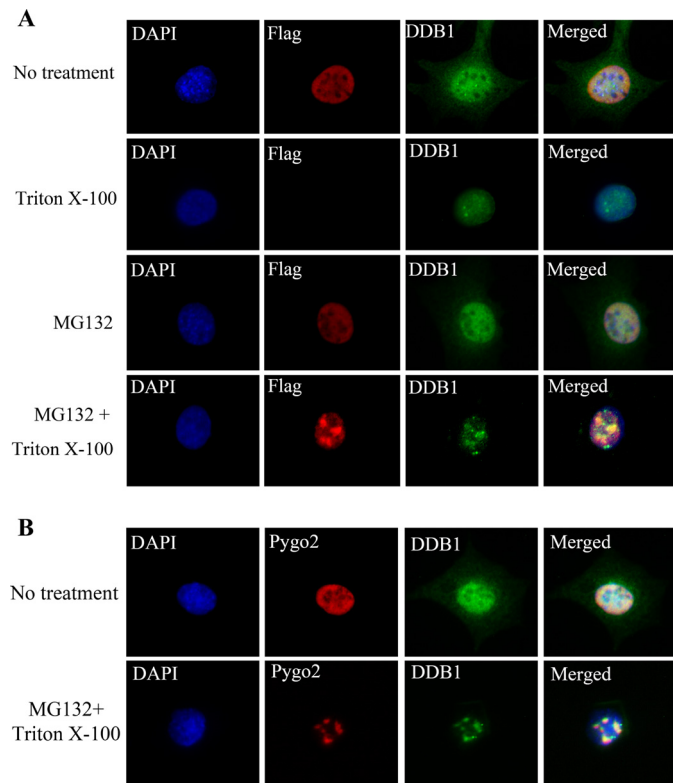 A
No treatment
DAPI
Flag
DDB1
Merged
Triton X-100
DAPI
Flag
DDB1
Merged
MG132
DAPI
Flag
DDB1
Merged
MG132 +
Triton X-100
DAPI
Flag
DDB1
Merged
B
No treatment
DAPI
Pygo2
DDB1
Merged
MG132+
Triton X-100
DAPI
Pygo2
DDB1
Merged